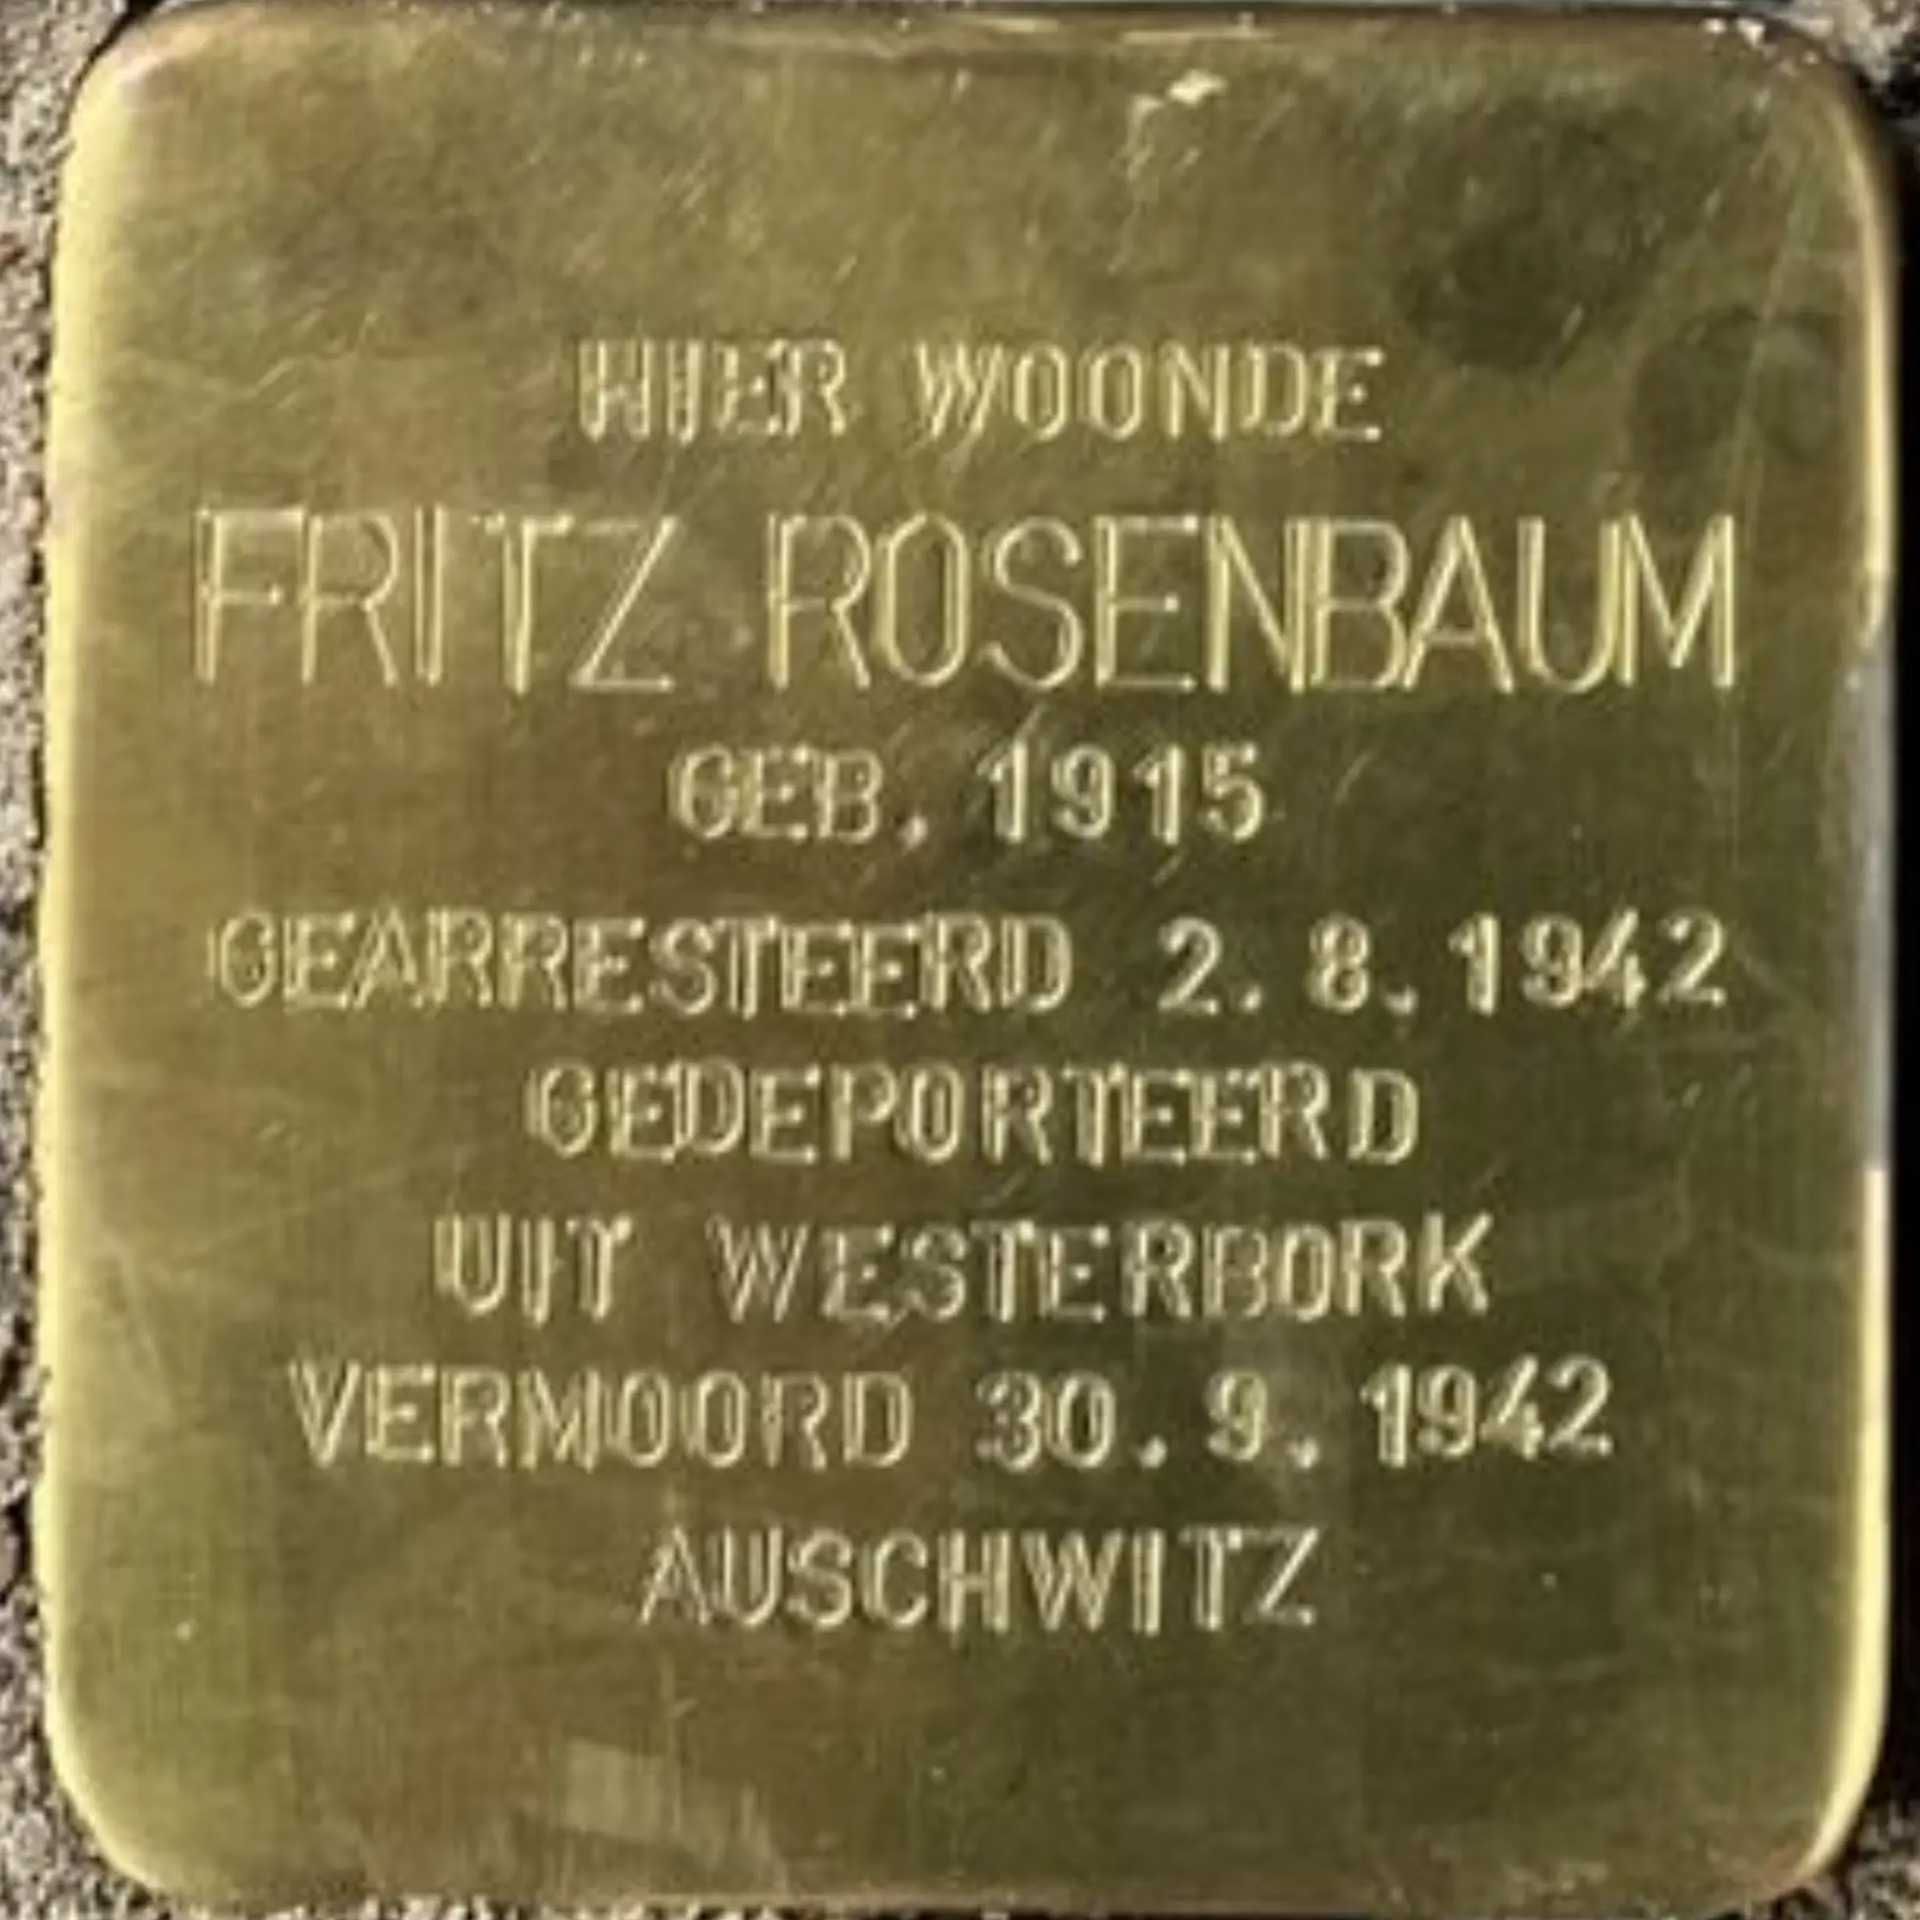 HIER WOONDE
FRITZ ROSENBAUM
GEB. 1915
GEARRESTEERD 2.8.1942
GEDEPORTEERD
UIT WESTERBORK
VERMOORD 30.9.1942
AUSCHWITZ